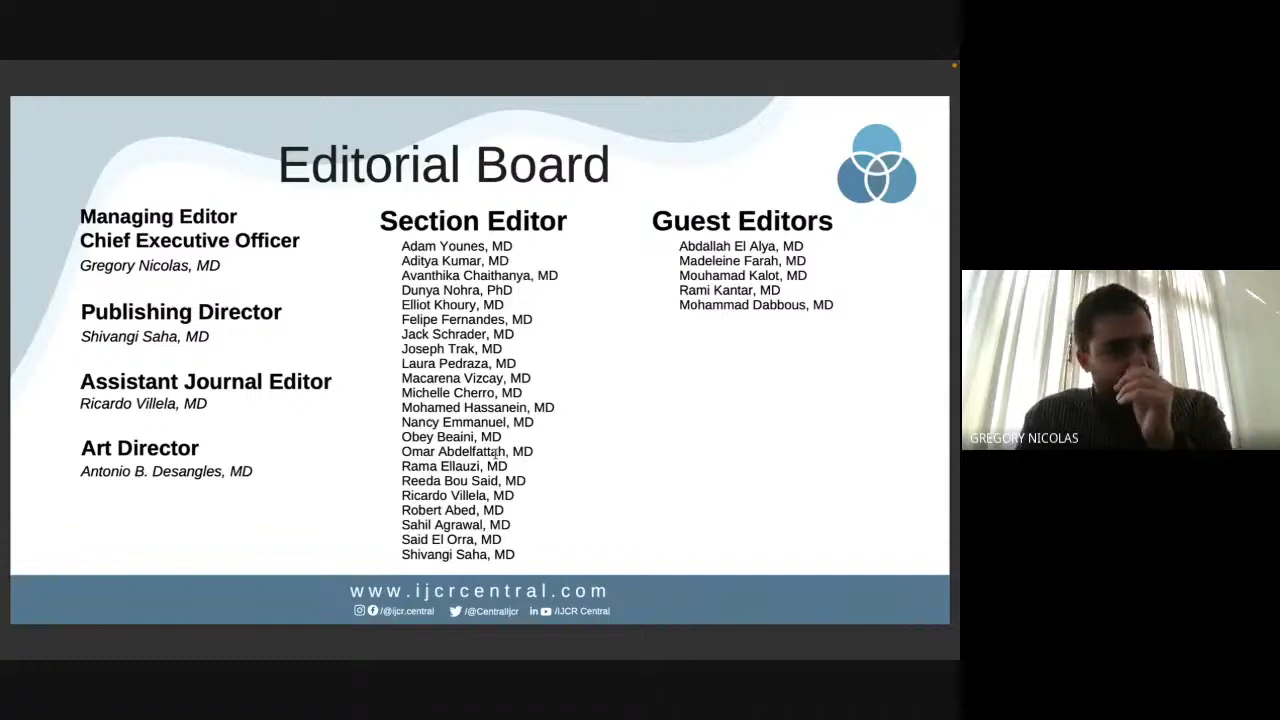 Editorial Board
Managing Editor
Chief Executive Officer
Gregory Nicolas, MD
Publishing Director
Shivangi Saha, MD
Assistant Journal Editor
Ricardo Villela, MD
Art Director
Antonio B. Desangles, MD
Section Editor
Adam Younes, MD
Aditya Kumar, MD
Avanthika Chaithanya, MD
Dunya Nohra, PhD
Elliot Khoury, MD
Felipe Fernandes, MD
Jack Schrader, MD
Joseph Trak, MD
Laura Pedraza, MD
Macarena Vizcay, MD
Michelle Cherro, MD
Mohamed Hassanein, MD
Nancy Emmanuel, MD
Obey Beaini, MD
Omar Abdelfattah, MD
Rama Ellauzi, MD
Reeda Bou Said, MD
Ricardo Villela, MD
Robert Abed, MD
Sahil Agrawal, MD
Said El Orra, MD
Shivangi Saha, MD
Guest Editors
Abdallah El Alya, MD
Madeleine Farah, MD
Mouhamad Kalot, MD
Rami Kantar, MD
Mohammad Dabbous, MD
www.ijcrcentral.com
/@ijcr.central /@CentralIjcr /IJCR Central
GREGORY NICOLAS